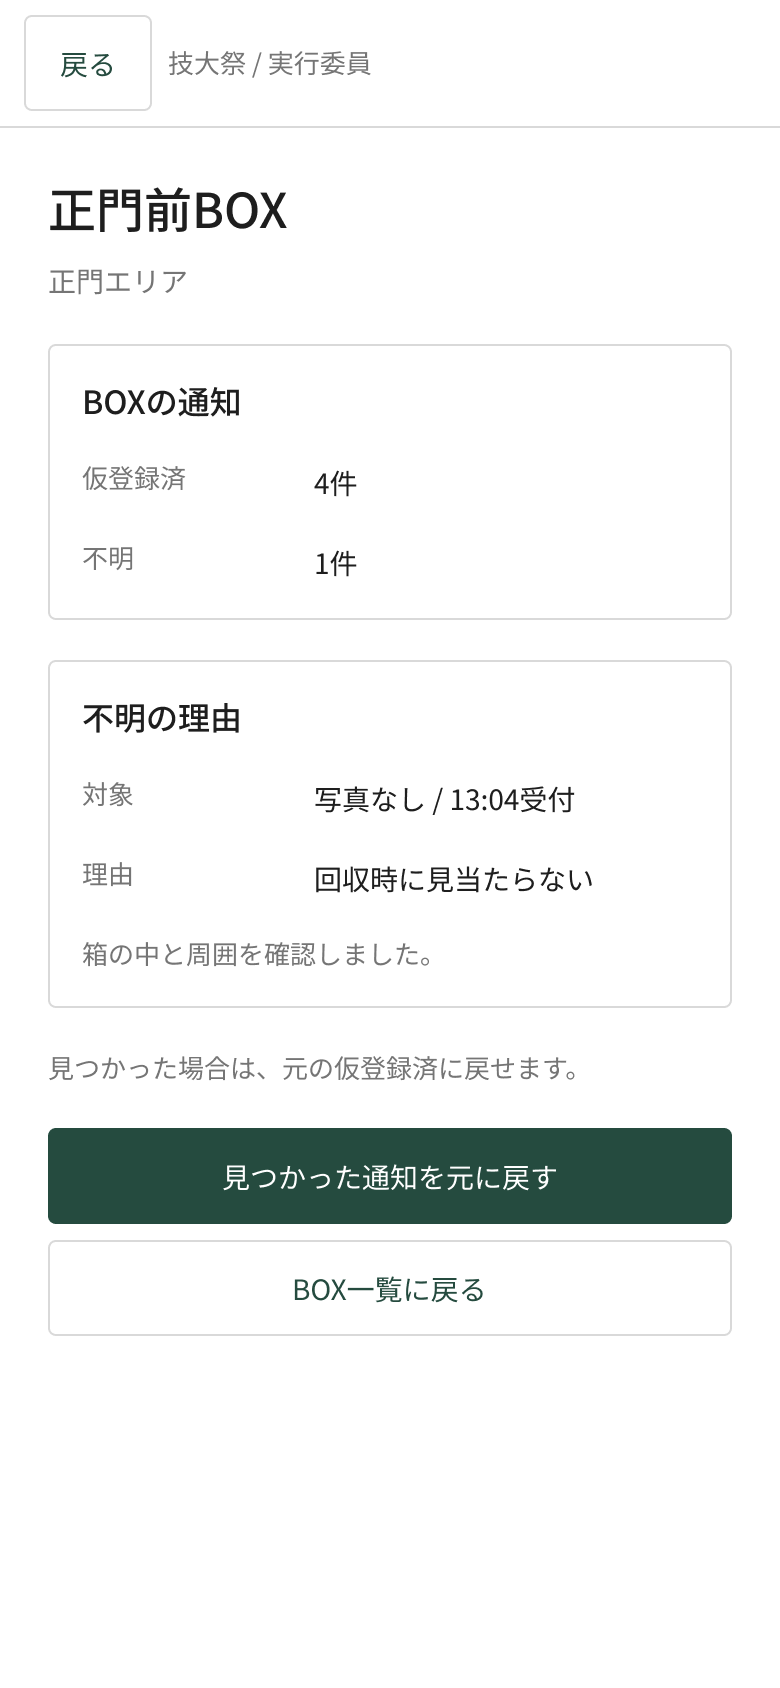 戻る
技大祭 / 実行委員
正門前BOX
正門エリア
BOXの通知
仮登録済 4件
不明 1件
不明の理由
対象 写真なし / 13:04受付
理由 回収時に見当たらない
箱の中と周囲を確認しました。
見つかった場合は、元の仮登録済に戻せます。
見つかった通知を元に戻す
BOX一覧に戻る